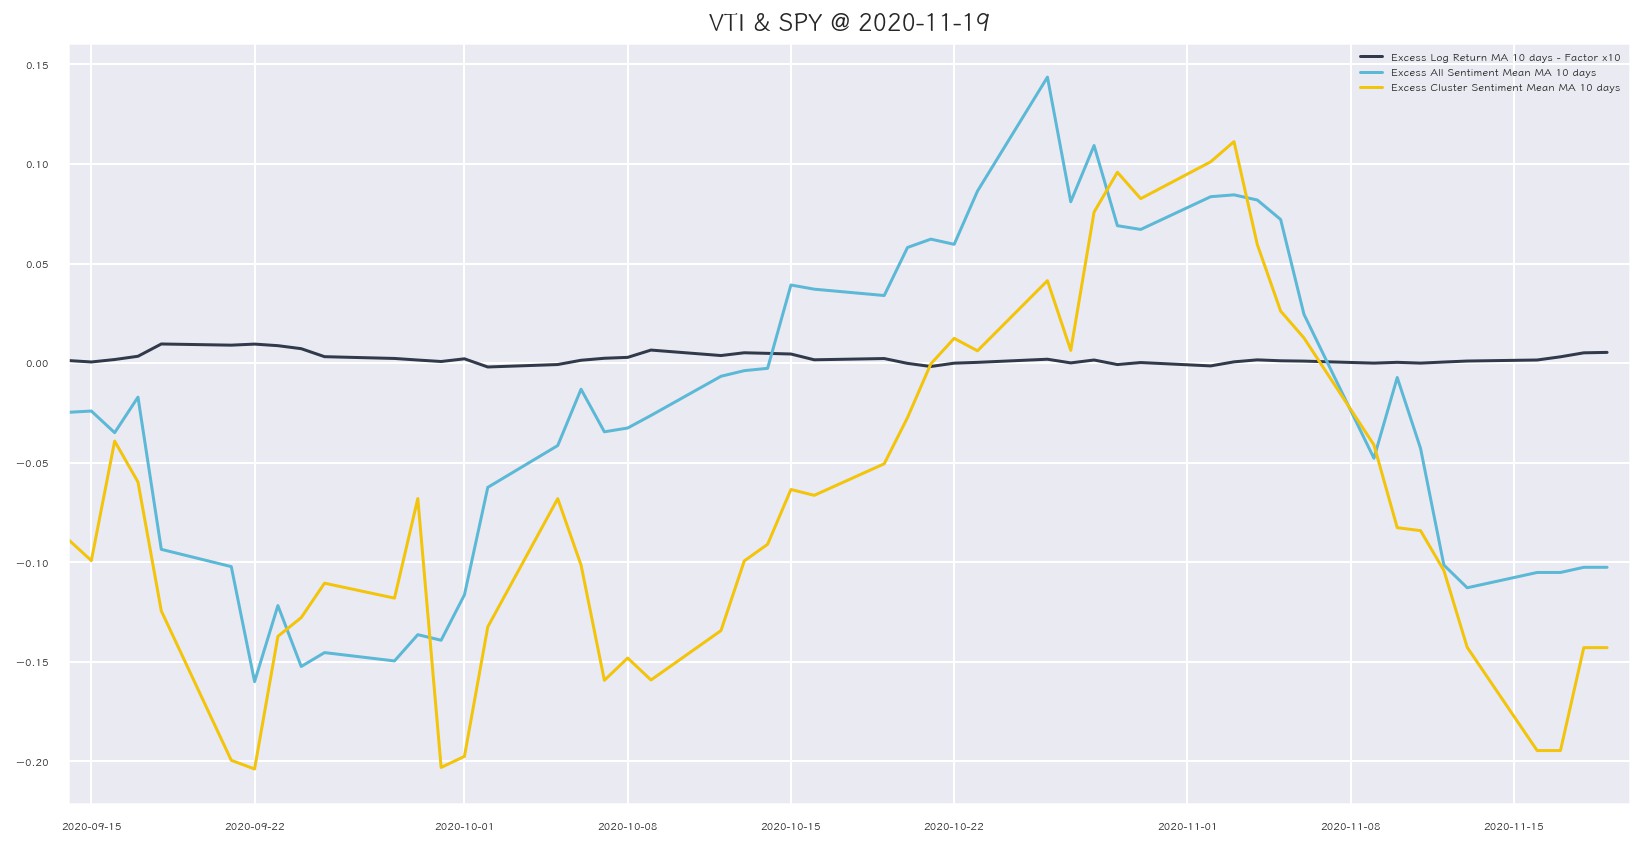 VTI & SPY @ 2020-11-19
Excess Log Return MA 10 days - Factor x10
Excess All Sentiment Mean MA 10 days
Excess Cluster Sentiment Mean MA 10 days
0.15
0.10
0.05
0.00
−0.05
−0.10
−0.15
−0.20
2020-09-15 2020-09-22 2020-10-01 2020-10-08 2020-10-15 2020-10-22 2020-11-01 2020-11-08 2020-11-15